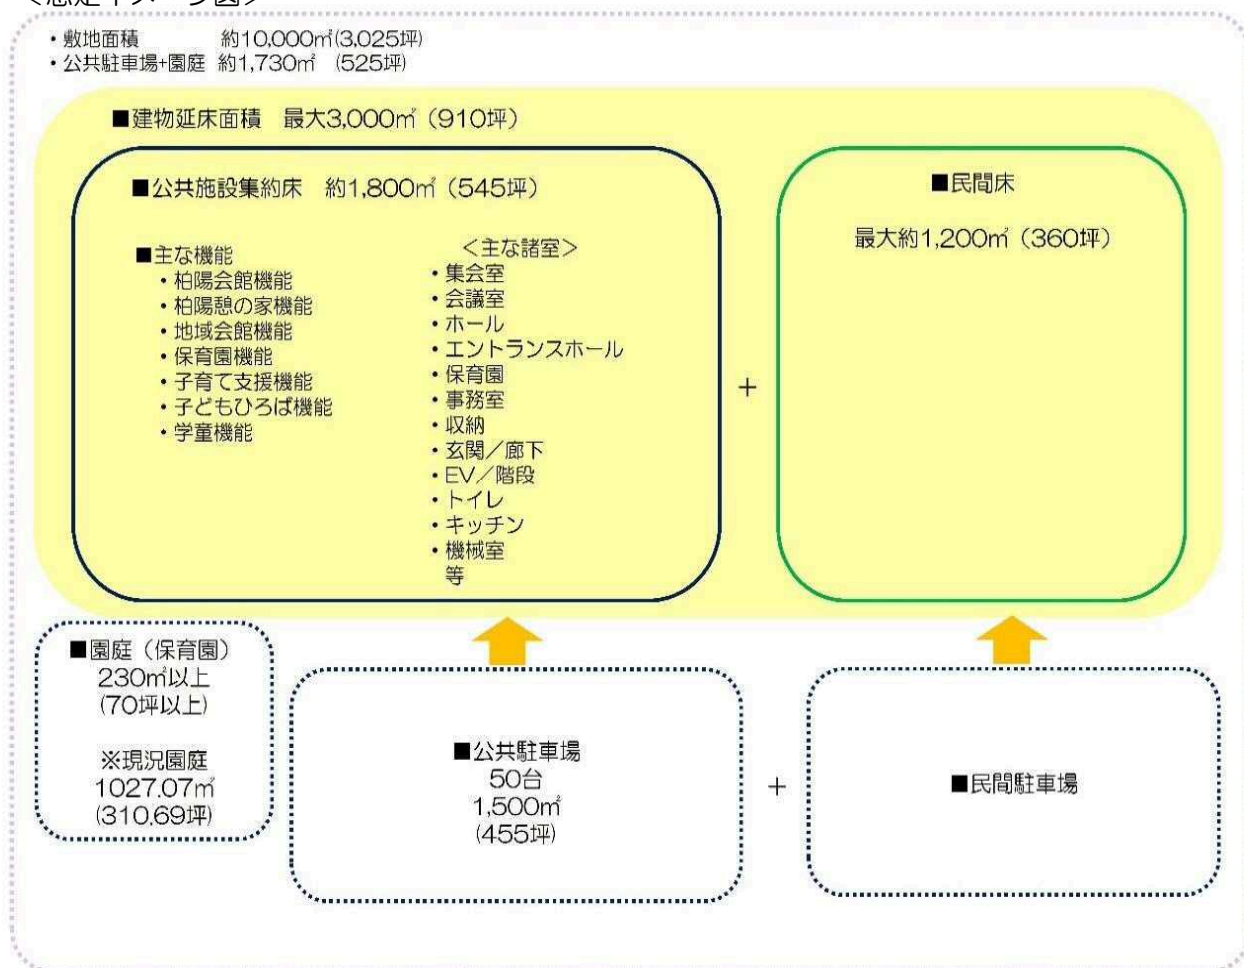 <想定イメージ図>
・敷地面積 約10,000㎡(3,025坪)
・公共駐車場+園庭 約1,730㎡ (525坪)
■建物延床面積 最大3,000㎡（910坪）
■公共施設集約床 約1,800㎡（545坪）
■主な機能
・柏陽会館機能
・柏陽憩の家機能
・地域会館機能
・保育園機能
・子育て支援機能
・子どもひろば機能
・学童機能
＜主な諸室＞
・集会室
・会議室
・ホール
・エントランスホール
・保育園
・事務室
・収納
・玄関／廊下
・EV／階段
・トイレ
・キッチン
・機械室
等
+
■民間床
最大約1,200㎡（360坪）
■園庭（保育園）
230㎡以上
(70坪以上)
※現況園庭
1027.07㎡
(310.69坪)
■公共駐車場
50台
1,500㎡
(455坪)
+
■民間駐車場